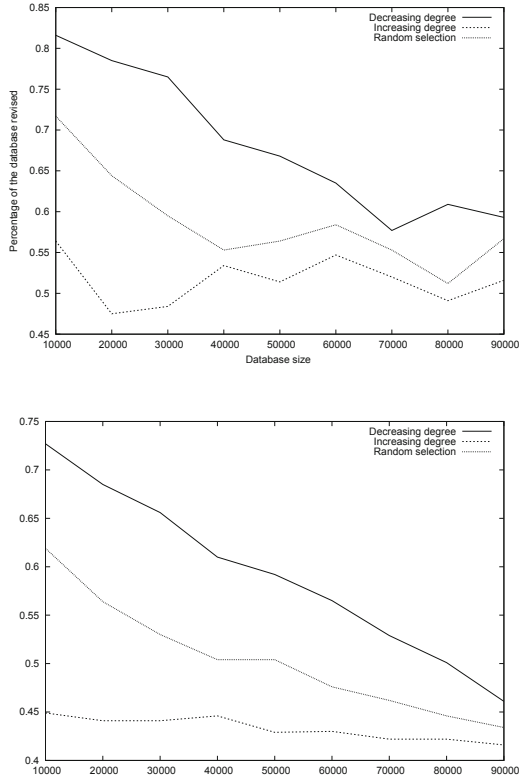 0.85
0.8
0.75
0.7
0.65
0.6
0.55
0.5
0.45
Percentage of the database revised
Decreasing degree
Increasing degree
Random selection
10000 20000 30000 40000 50000 60000 70000 80000 90000
Database size
0.75
0.7
0.65
0.6
0.55
0.5
0.45
0.4
Decreasing degree
Increasing degree
Random selection
10000 20000 30000 40000 50000 60000 70000 80000 90000